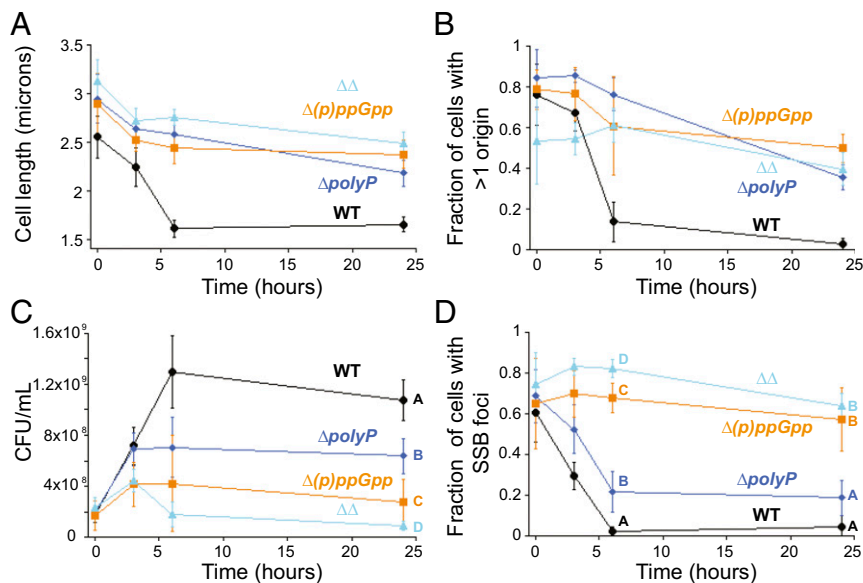 A
3.5
3
2.5
2
1.5
Cell length (microns)
ΔΔ
Δ(p)ppGpp
ΔpolyP
WT
0 5 10 15 20 25
Time (hours)
B
1
0.8
0.6
0.4
0.2
0
Fraction of cells with
>1 origin
Δ(p)ppGpp
ΔΔ
ΔpolyP
WT
0 5 10 15 20 25
Time (hours)
C
1.6x10⁹
1.2x10⁹
8x10⁸
4x10⁸
0
CFU/mL
WT
A
ΔpolyP
B
Δ(p)ppGpp
C
ΔΔ
D
0 5 10 15 20 25
Time (hours)
D
1
0.8
0.6
0.4
0.2
0
Fraction of cells with
SSB foci
D
ΔΔ
B
C
Δ(p)ppGpp
B
B
ΔpolyP
A
A
WT
A
0 5 10 15 20 25
Time (hours)